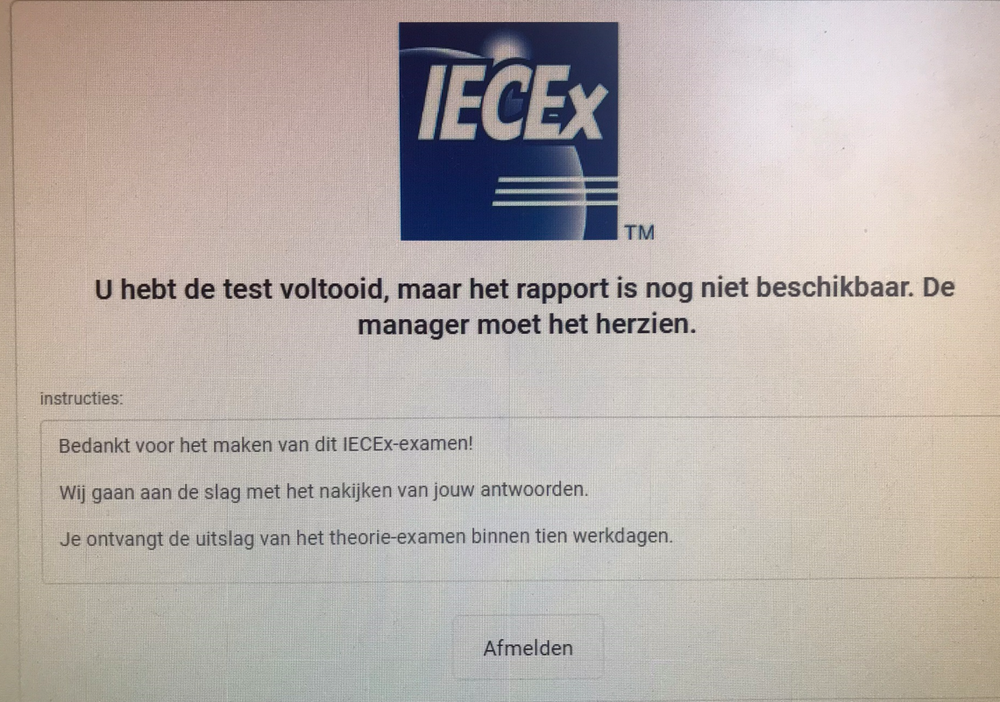 IECEx
TM
U hebt de test voltooid, maar het rapport is nog niet beschikbaar. De
manager moet het herzien.
instructies:
Bedankt voor het maken van dit IECEx-examen!
Wij gaan aan de slag met het nakijken van jouw antwoorden.
Je ontvangt de uitslag van het theorie-examen binnen tien werkdagen.
Afmelden